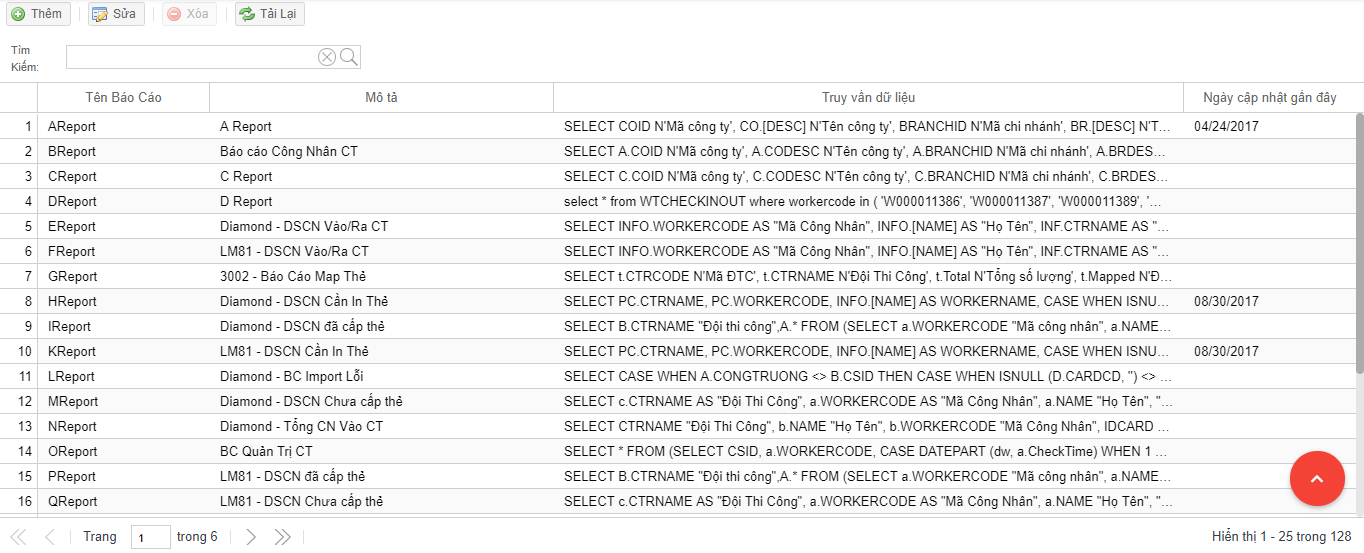 Thêm Sửa Xóa Tải Lại
Tìm
Kiếm:
Tên Báo Cáo Mô tả Truy vấn dữ liệu Ngày cập nhật gần đây
1 AReport A Report SELECT COID N'Mã công ty', CO.[DESC] N'Tên công ty', BRANCHID N'Mã chi nhánh', BR.[DESC] N'T... 04/24/2017
2 BReport Báo cáo Công Nhân CT SELECT A.COID N'Mã công ty', A.CODESC N'Tên công ty', A.BRANCHID N'Mã chi nhánh', A.BRDES...
3 CReport C Report SELECT C.COID N'Mã công ty', C.CODESC N'Tên công ty', C.BRANCHID N'Mã chi nhánh', C.BRDES...
4 DReport D Report select * from WTCHECKINOUT where workercode in ( 'W000011386', 'W000011387', 'W000011389', '...
5 EReport Diamond - DSCN Vào/Ra CT SELECT INFO.WORKERCODE AS "Mã Công Nhân", INFO.[NAME] AS "Họ Tên", INF.CTRNAME AS "...
6 FReport LM81 - DSCN Vào/Ra CT SELECT INFO.WORKERCODE AS "Mã Công Nhân", INFO.[NAME] AS "Họ Tên", INF.CTRNAME AS "...
7 GReport 3002 - Báo Cáo Map Thẻ SELECT t.CTRCODE N'Mã ĐTC', t.CTRNAME N'Đội Thi Công', t.Total N'Tổng số lượng', t.Mapped N'Đ...
8 HReport Diamond - DSCN Cần In Thẻ SELECT PC.CTRNAME, PC.WORKERCODE, INFO.[NAME] AS WORKERNAME, CASE WHEN ISNU... 08/30/2017
9 IReport Diamond - DSCN đã cấp thẻ SELECT B.CTRNAME "Đội thi công",A.* FROM (SELECT a.WORKERCODE "Mã công nhân", a.NAME...
10 KReport LM81 - DSCN Cần In Thẻ SELECT PC.CTRNAME, PC.WORKERCODE, INFO.[NAME] AS WORKERNAME, CASE WHEN ISNU... 08/30/2017
11 LReport Diamond - BC Import Lỗi SELECT CASE WHEN A.CONGTRUONG <> B.CSID THEN CASE WHEN ISNULL (D.CARDCD, '') <> ...
12 MReport Diamond - DSCN Chưa cấp thẻ SELECT c.CTRNAME AS "Đội Thi Công", a.WORKERCODE AS "Mã Công Nhân", a.NAME "Họ Tên", "...
13 NReport Diamond - Tổng CN Vào CT SELECT CTRNAME "Đội Thi Công", b.NAME "Họ Tên", b.WORKERCODE "Mã Công Nhân", IDCARD ...
14 OReport BC Quản Trị CT SELECT * FROM (SELECT CSID, a.WORKERCODE, CASE DATEPART (dw, a.CheckTime) WHEN 1 ...
15 PReport LM81 - DSCN đã cấp thẻ SELECT B.CTRNAME "Đội thi công",A.* FROM (SELECT a.WORKERCODE "Mã công nhân", a.NAME...
16 QReport LM81 - DSCN Chưa cấp thẻ SELECT c.CTRNAME AS "Đội Thi Công", a.WORKERCODE AS "Mã Công Nhân", a.NAME "Họ Tên", "...
Trang 1 trong 6 Hiển thị 1 - 25 trong 128